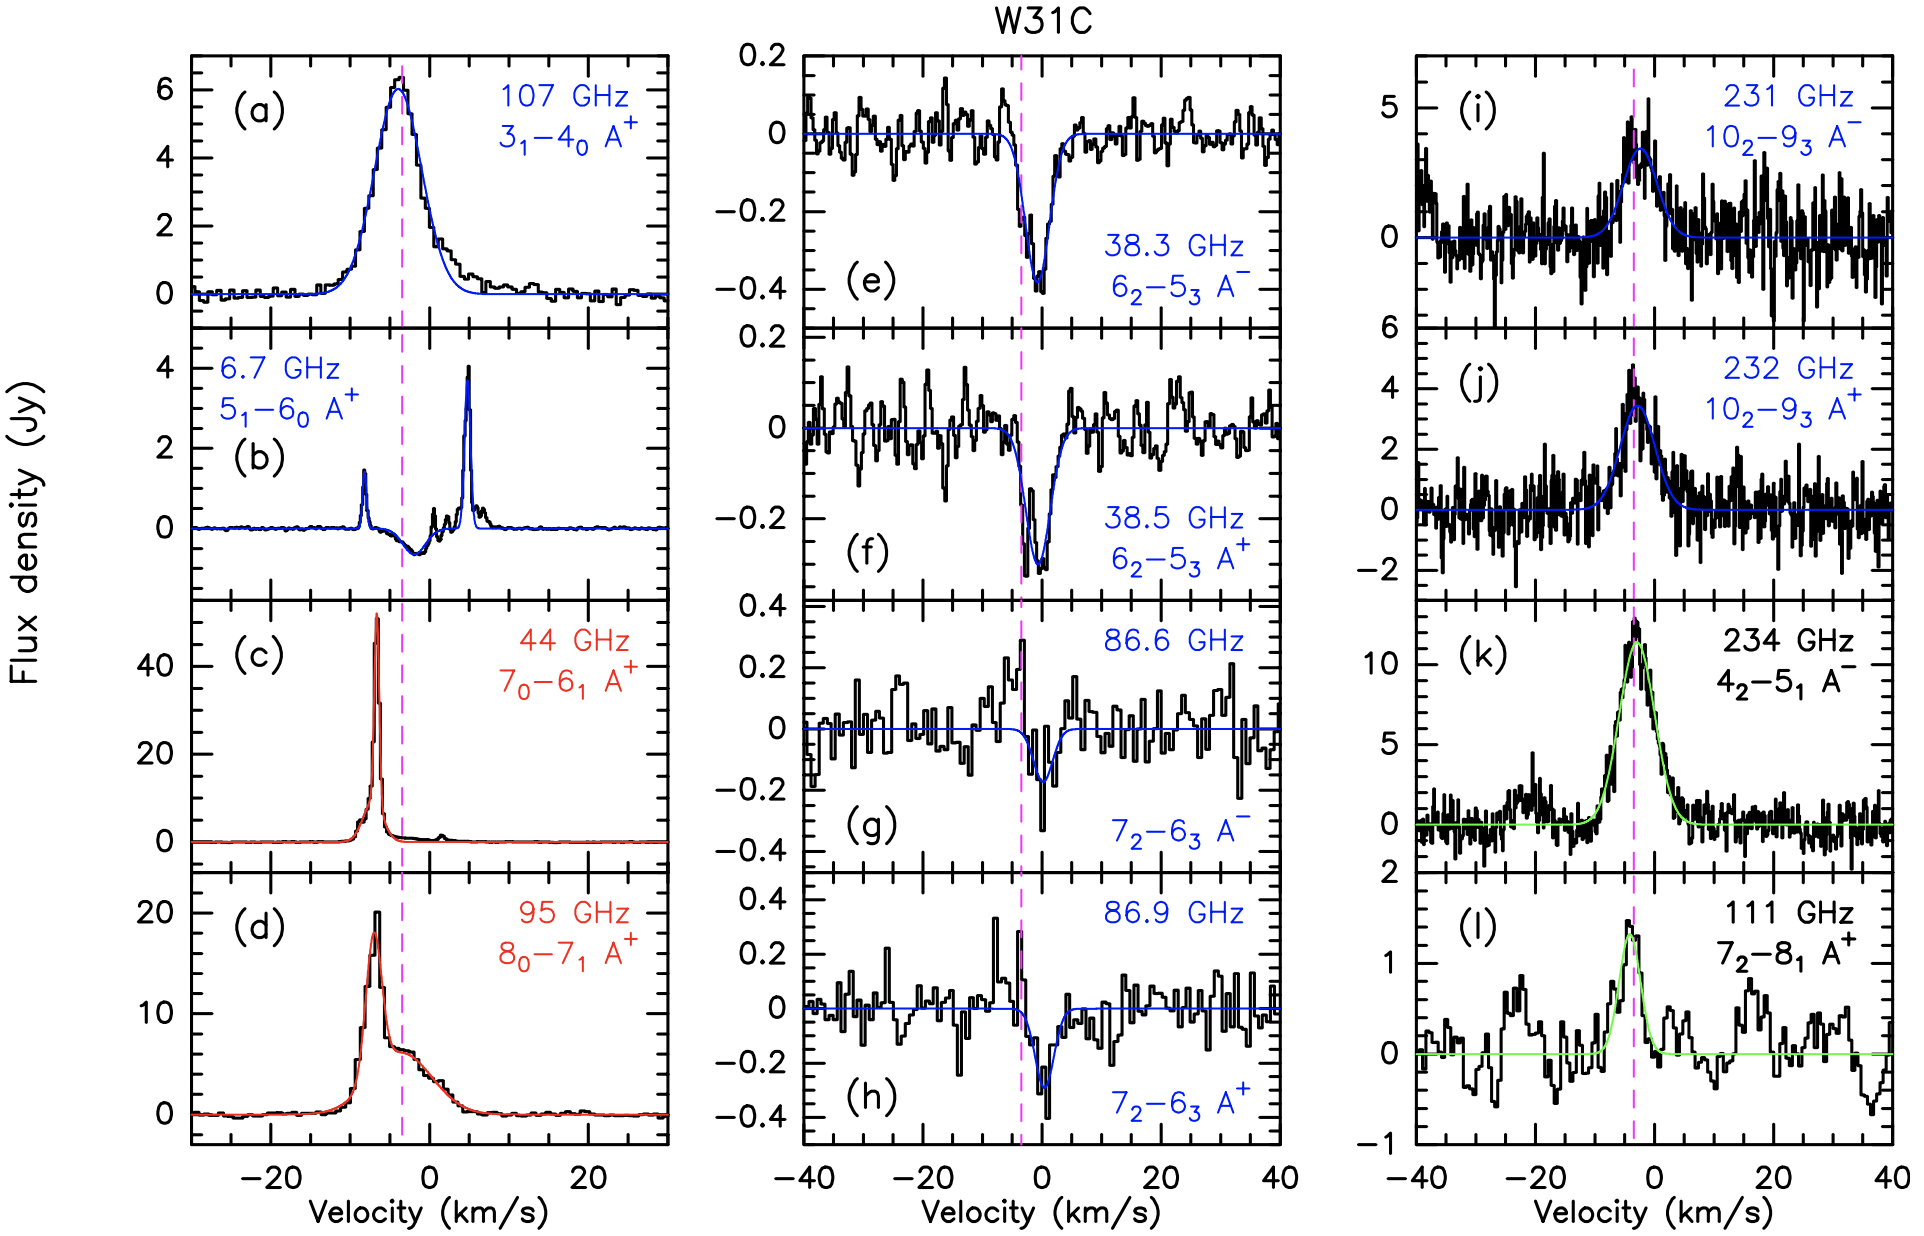 W31C
Flux density (Jy)
(a)
107 GHz
3₁−4₀ A⁺
6
4
2
0
6.7 GHz
5₁−6₀ A⁺
(b)
4
2
0
(c)
44 GHz
7₀−6₁ A⁺
40
20
0
(d)
95 GHz
8₀−7₁ A⁺
20
10
0
−20 0 20
Velocity (km/s)
0.2
0
−0.2
−0.4
38.3 GHz
(e)
6₂−5₃ A⁻
0.2
0
−0.2
38.5 GHz
(f)
6₂−5₃ A⁺
0.4
0.2
0
−0.2
−0.4
86.6 GHz
(g)
7₂−6₃ A⁻
0.4
0.2
0
−0.2
−0.4
86.9 GHz
(h)
7₂−6₃ A⁺
−40 −20 0 20 40
Velocity (km/s)
(i)
231 GHz
10₂−9₃ A⁻
5
0
(j)
232 GHz
10₂−9₃ A⁺
6
4
2
0
−2
(k)
234 GHz
4₂−5₁ A⁻
10
5
0
(l)
111 GHz
7₂−8₁ A⁺
2
1
0
−1
−40 −20 0 20 40
Velocity (km/s)